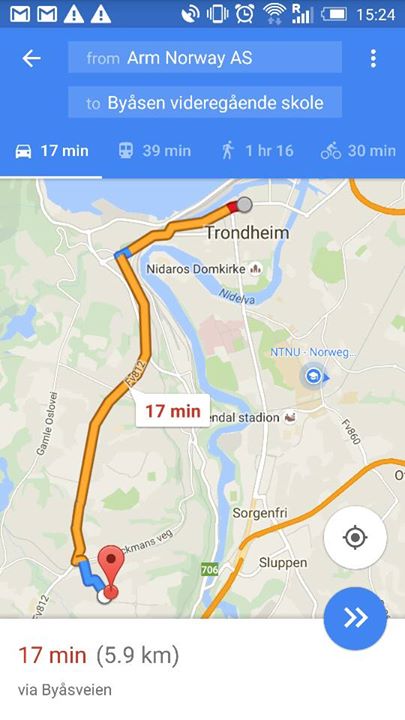 15:24
from Arm Norway AS
to Byåsen videregående skole
17 min 39 min 1 hr 16 30 min
Trondheim
Nidaros Domkirke
Nidelva
NTNU - Norweg...
Fv812
Gamle Oslovei
17 min
endal stadion
Fv860
Sorgenfri
ckmans veg
Sluppen
706
Fv812
17 min (5.9 km)
via Byåsveien